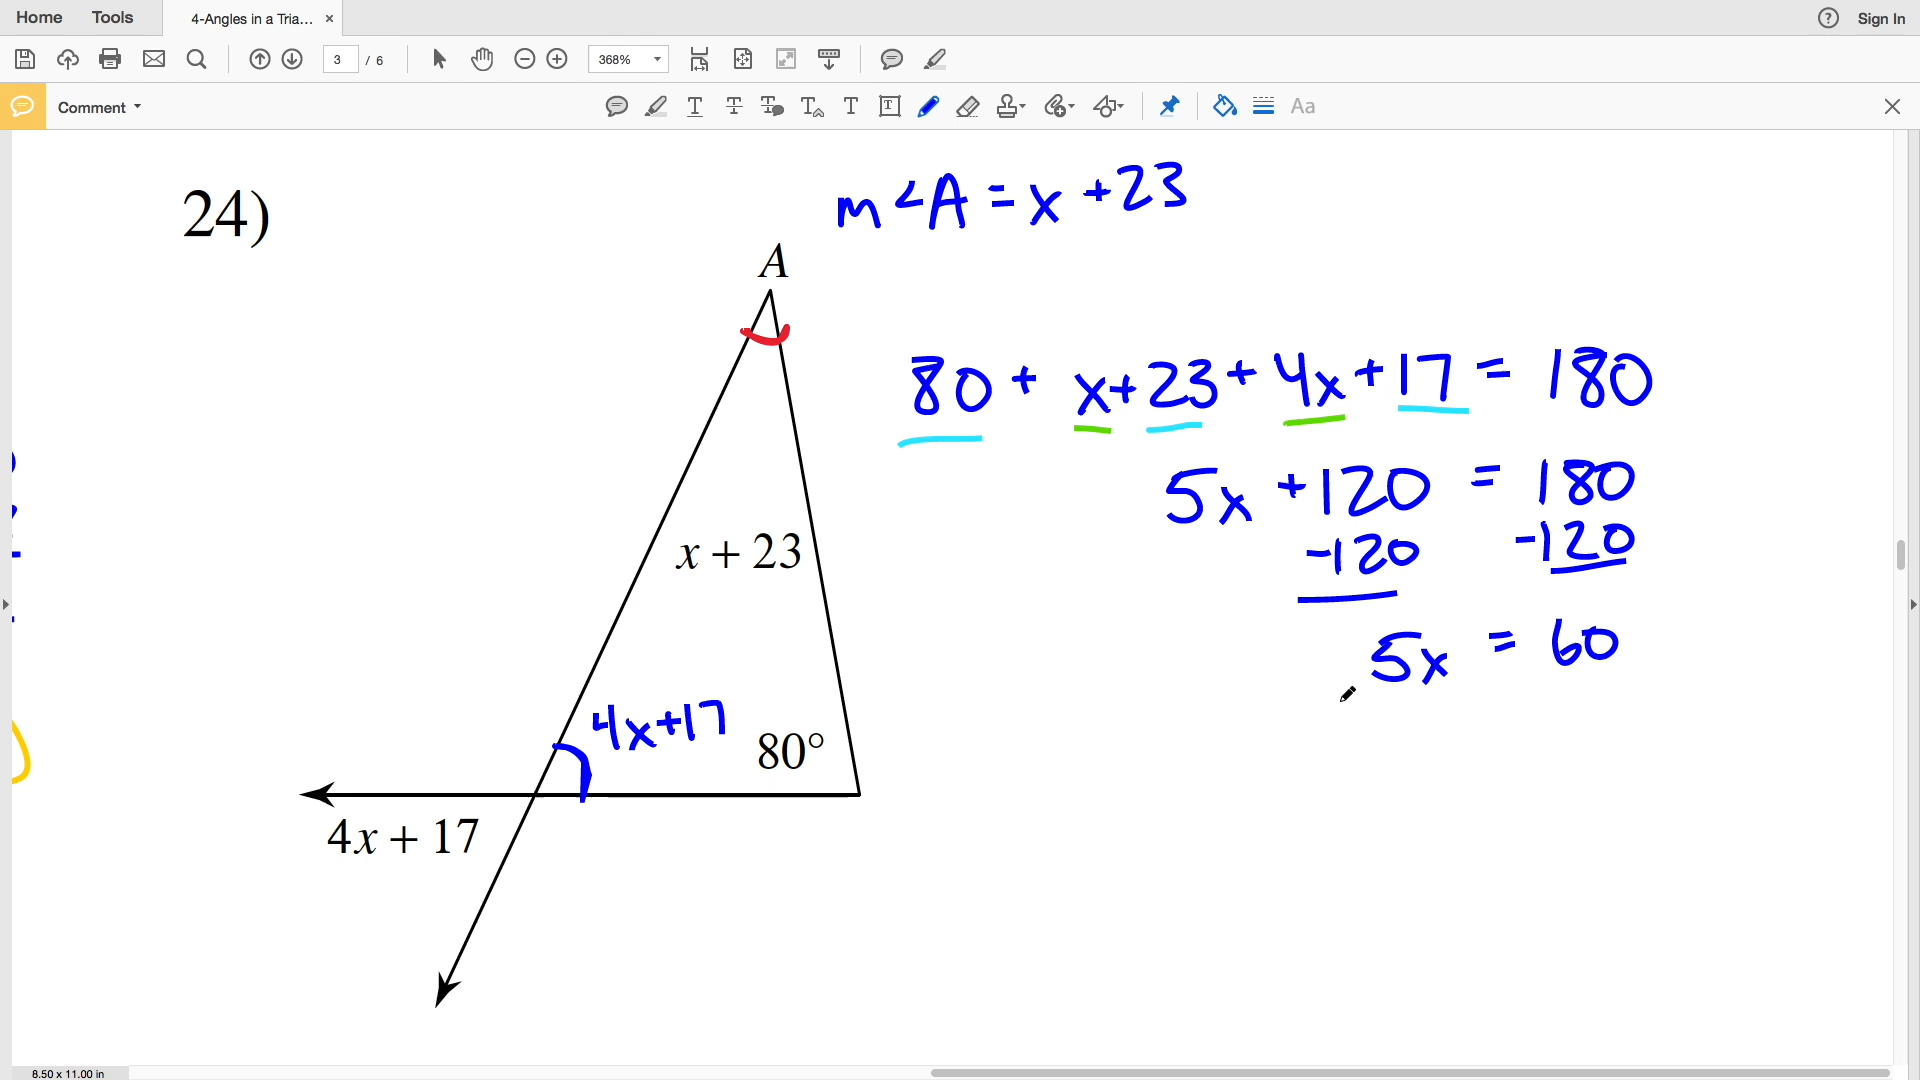 Home Tools 4-Angles in a Tria... × ? Sign In
3 / 6 368%
Comment T T T T T T Aa
24)
m<A = x + 23
A
80 + x + 23 + 4x + 17 = 180
5x + 120 = 180
-120 -120
x + 23
5x = 60
4x+17
80°
4x + 17
8.50 x 11.00 in